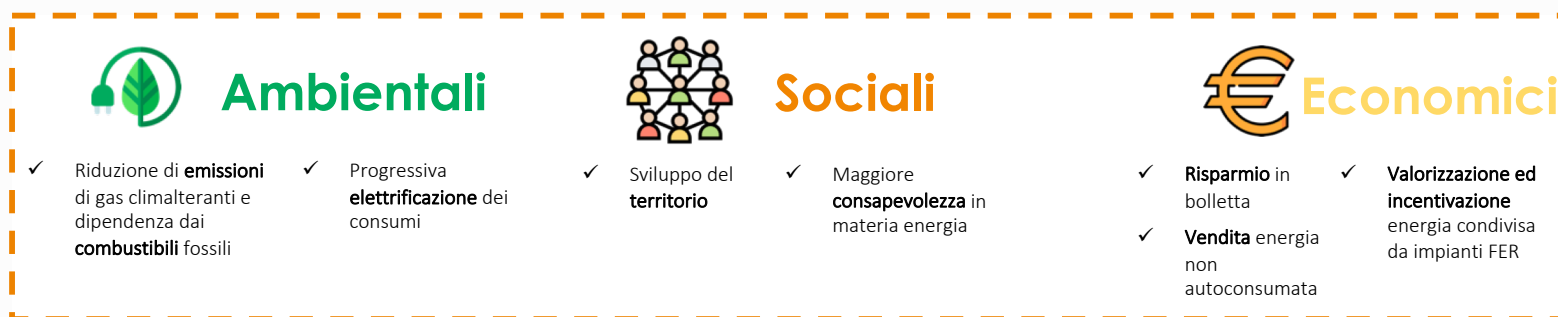 Ambientali
Riduzione di emissioni
di gas climalteranti e
dipendenza dai
combustibili fossili
Progressiva
elettrificazione dei
consumi
Sociali
Sviluppo del
territorio
Maggiore
consapevolezza in
materia energia
Economici
Risparmio in
bolletta
Vendita energia
non
autoconsumata
Valorizzazione ed
incentivazione
energia condivisa
da impianti FER